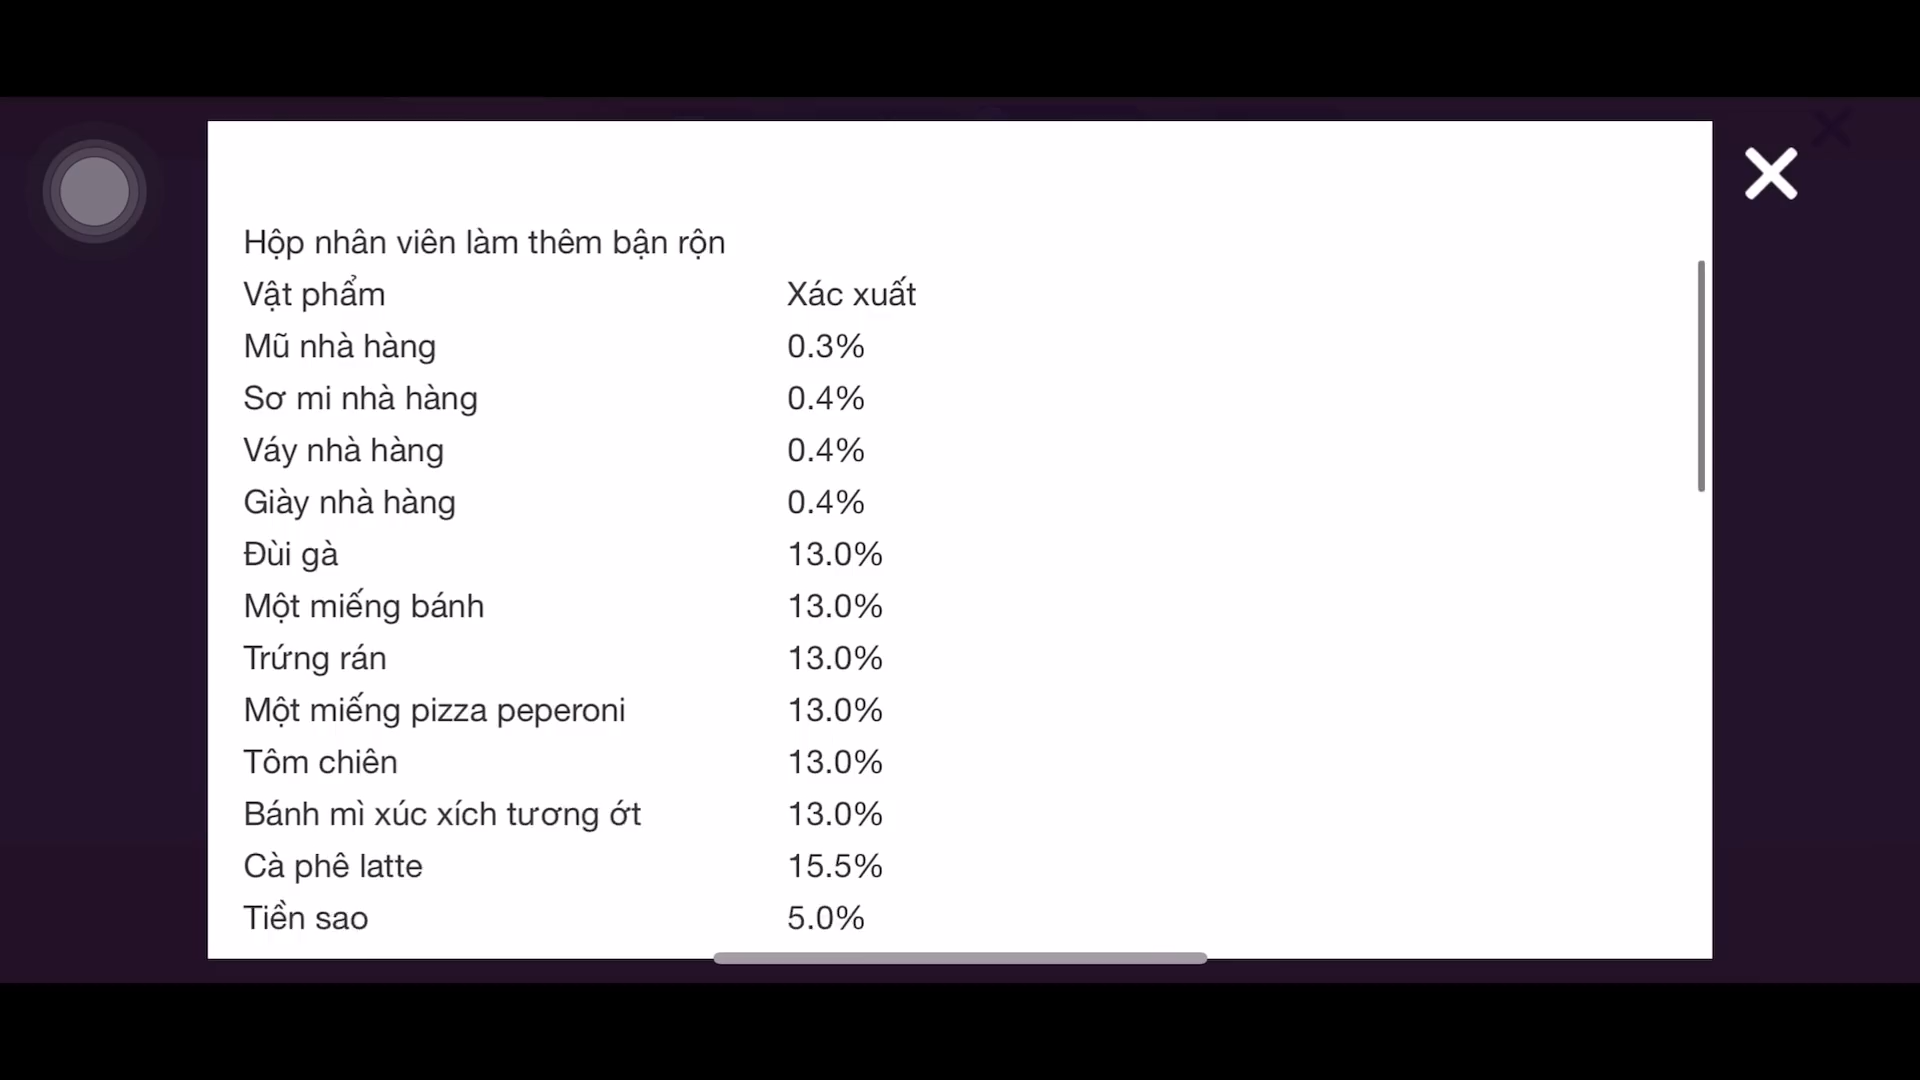 Hộp nhân viên làm thêm bận rộn
Vật phẩm Xác xuất
Mũ nhà hàng 0.3%
Sơ mi nhà hàng 0.4%
Váy nhà hàng 0.4%
Giày nhà hàng 0.4%
Đùi gà 13.0%
Một miếng bánh 13.0%
Trứng rán 13.0%
Một miếng pizza peperoni 13.0%
Tôm chiên 13.0%
Bánh mì xúc xích tương ớt 13.0%
Cà phê latte 15.5%
Tiền sao 5.0%